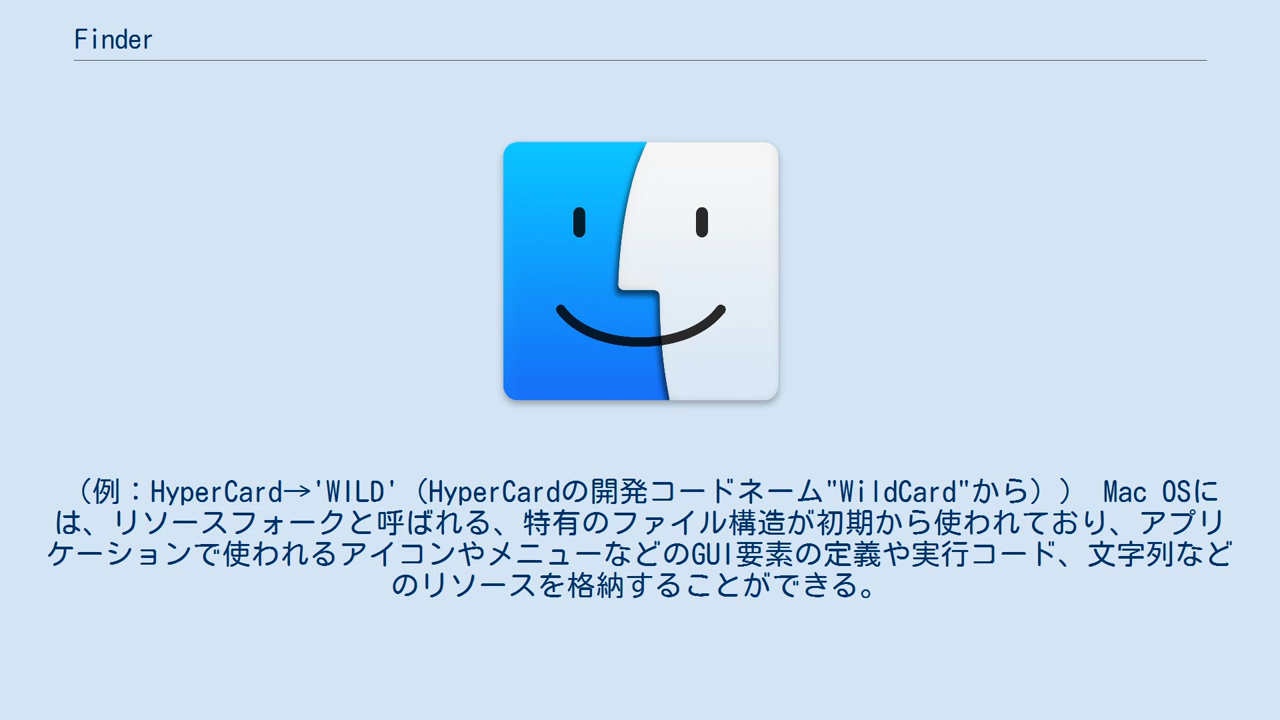 Finder
（例：HyperCard→'WILD'（HyperCardの開発コードネーム"WildCard"から）） Mac OSに
は、リソースフォークと呼ばれる、特有のファイル構造が初期から使われており、アプリ
ケーションで使われるアイコンやメニューなどのGUI要素の定義や実行コード、文字列など
のリソースを格納することができる。